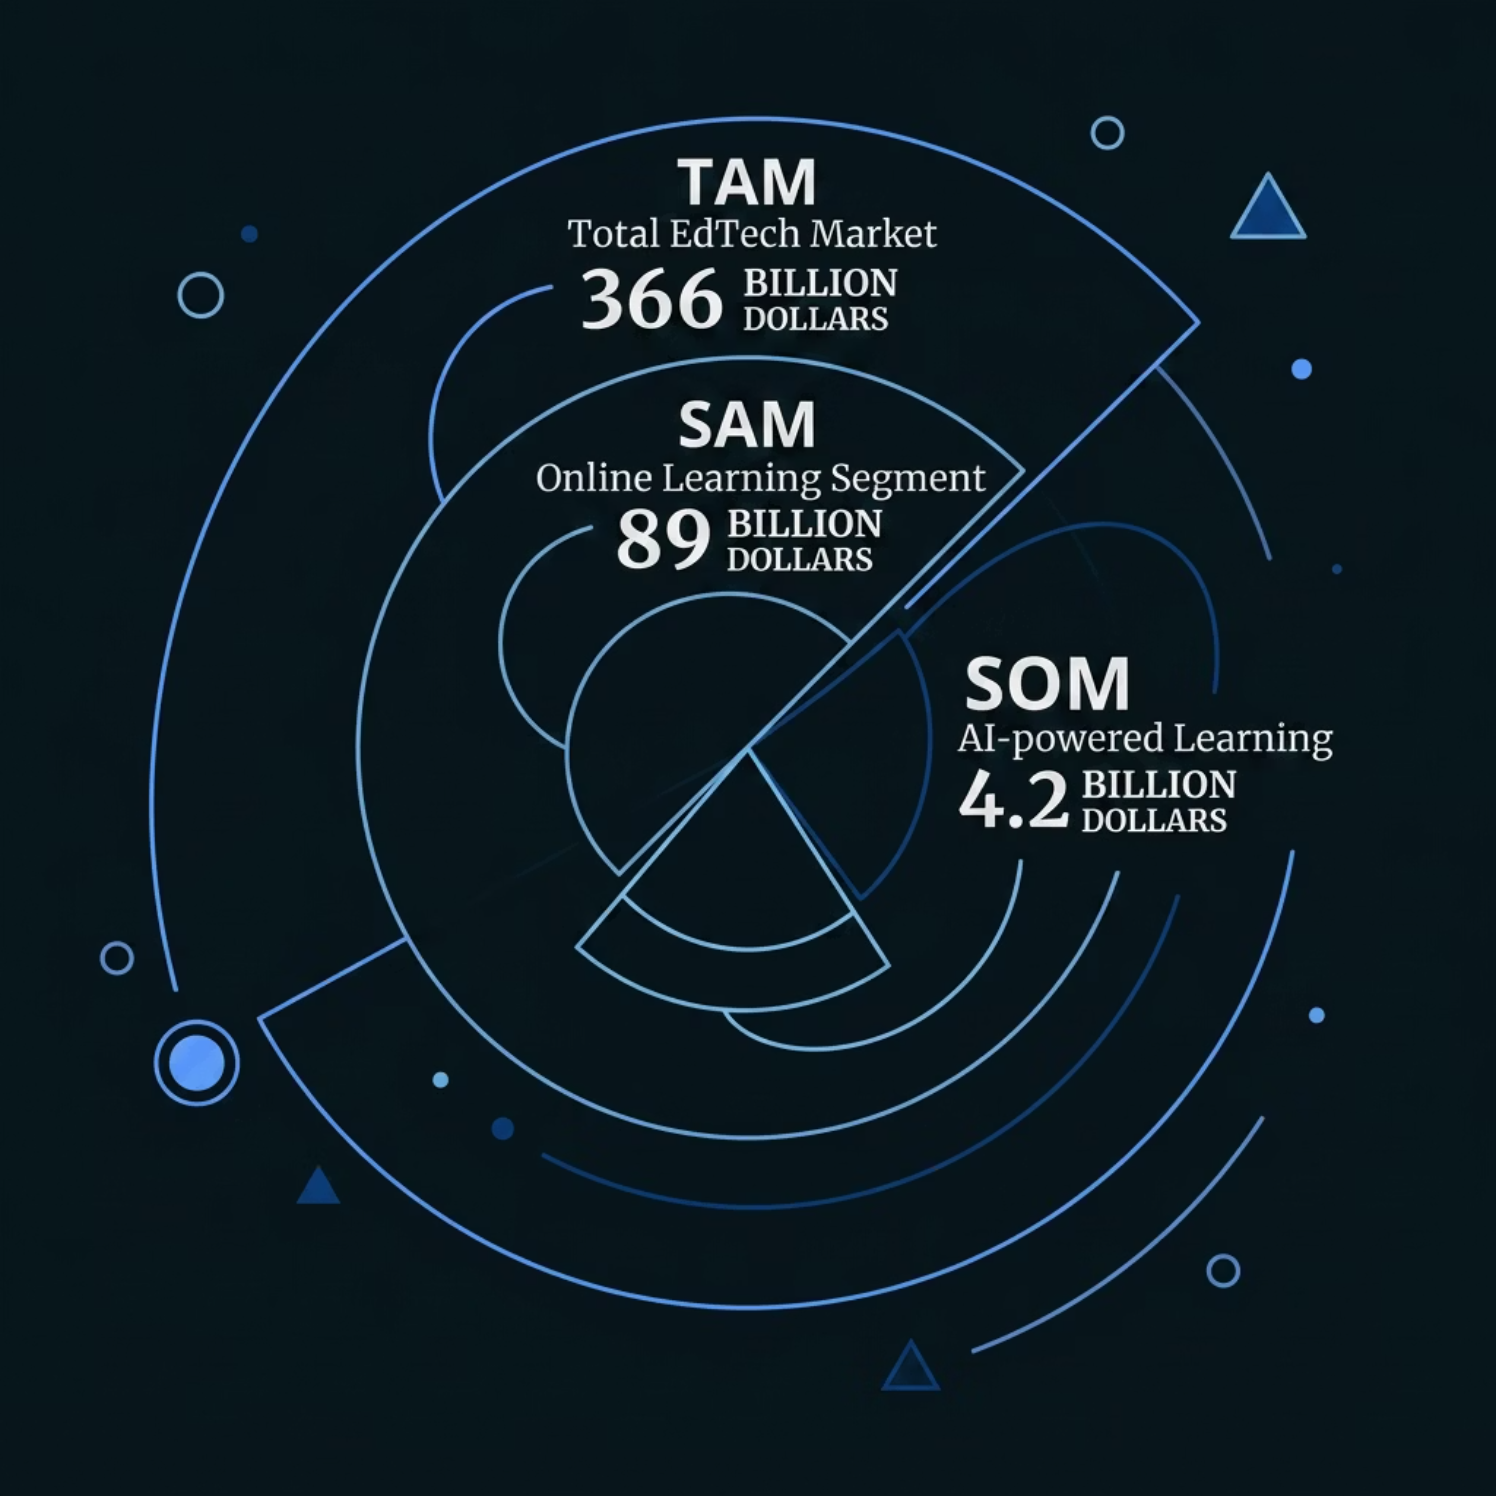 TAM
Total EdTech Market
366 BILLION
DOLLARS
SAM
Online Learning Segment
89 BILLION
DOLLARS
SOM
AI-powered Learning
4.2 BILLION
DOLLARS